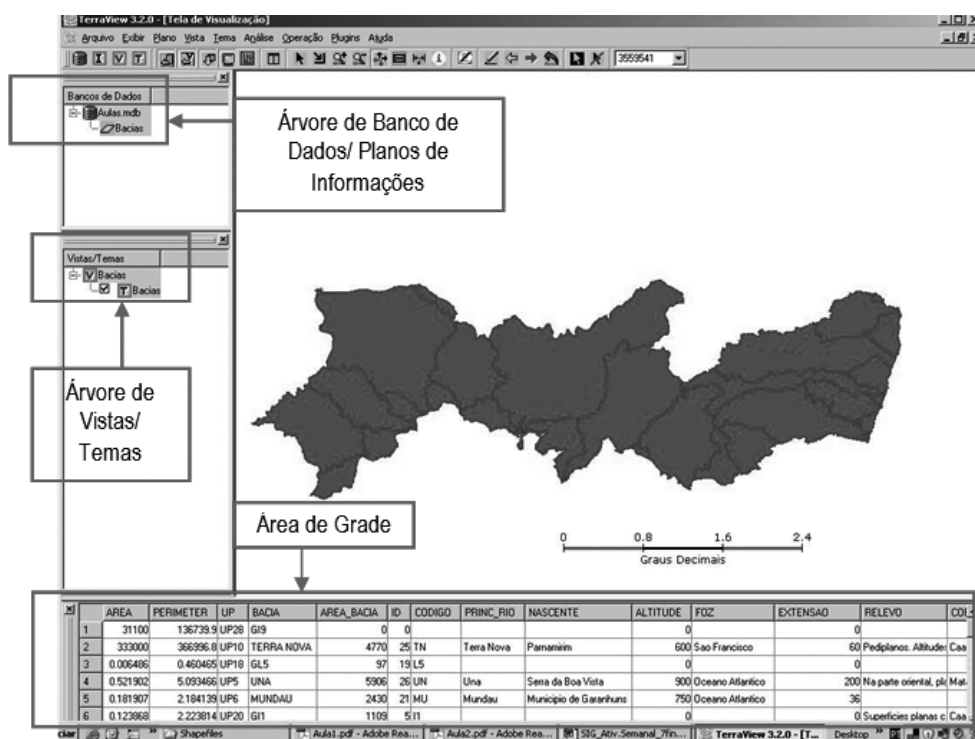 TerraView 3.2.0 - [Tela de Visualização]
Arquivo Exibir Plano Vista Tema Análise Operação Plugins Ajuda
3559541
Bancos de Dados
Aulas.mdb
Bacias
Árvore de Banco de
Dados/ Planos de
Informações
Vistas/Temas
V Bacias
T Bacias
Árvore de
Vistas/
Temas
Área de Grade
0 0.8 1.6 2.4
Graus Decimais
AREA PERIMETER UP BACIA AREA_BACIA ID CODIGO PRINC_RIO NASCENTE ALTITUDE FOZ EXTENSAO RELEVO
1 31100 136739.9 UP28 GI9 0 0 0 0
2 333000 366996.8 UP10 TERRA NOVA 4770 25 TN Terra Nova Parnamirim 600 Sao Francisco 60 Pediplanos. Altitude: Caa
3 0.006486 0.460465 UP18 GL5 97 19 L5 0 0
4 0.521902 5.093466 UP5 UNA 5906 26 UN Una Serra da Boa Vista 900 Oceano Atlantico 200 Na parte oriental, pla Mat
5 0.181907 2.184139 UP6 MUNDAU 2430 21 MU Mundau Municipio de Garanhuns 750 Oceano Atlantico 36
6 0.123868 2.223814 UP20 GI1 1109 5 I1 0 0 Superficies planas c Caa
ciar Shapefiles Aula1.pdf - Adobe Rea... Aula2.pdf - Adobe Rea... SIG_Ativ.Semanal_7fin... TerraView 3.2.0 - [T... Desktop